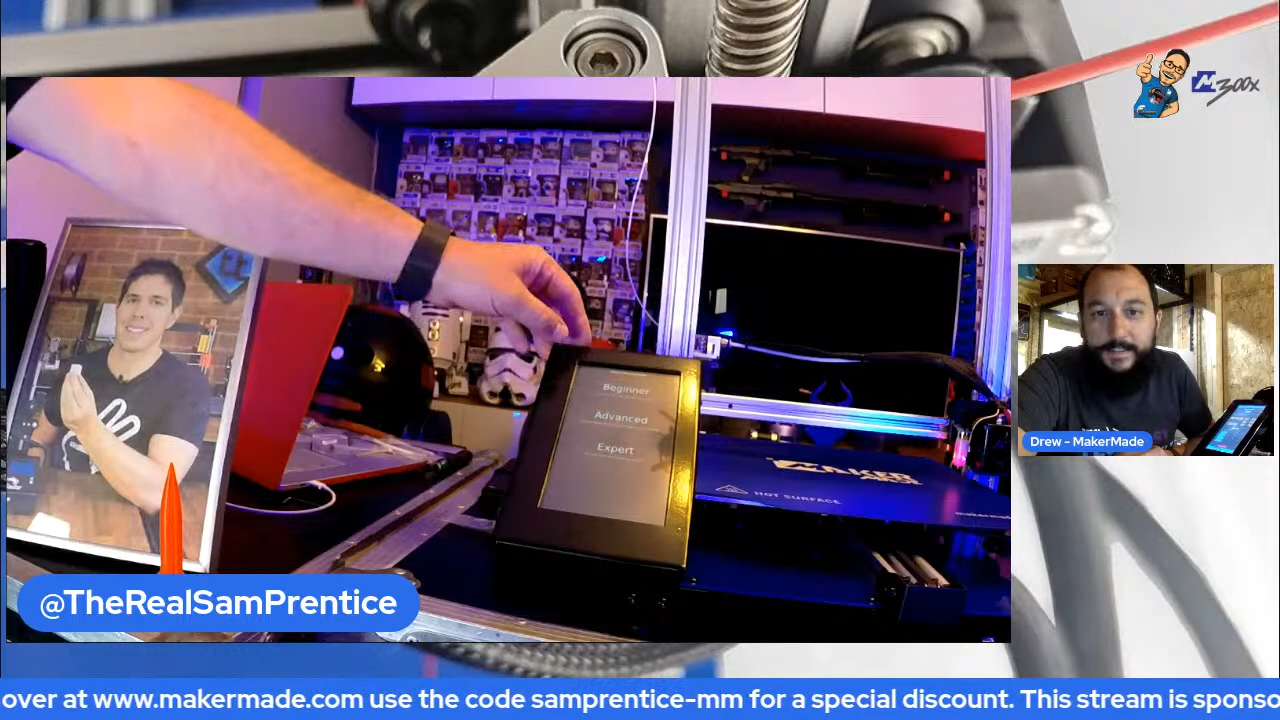 M300x
Beginner
Advanced
Expert
MAKER
HOT SURFACE
Drew - MakerMade
@TheRealSamPrentice
over at www.makermade.com use the code samprentice-mm for a special discount. This stream is sponso